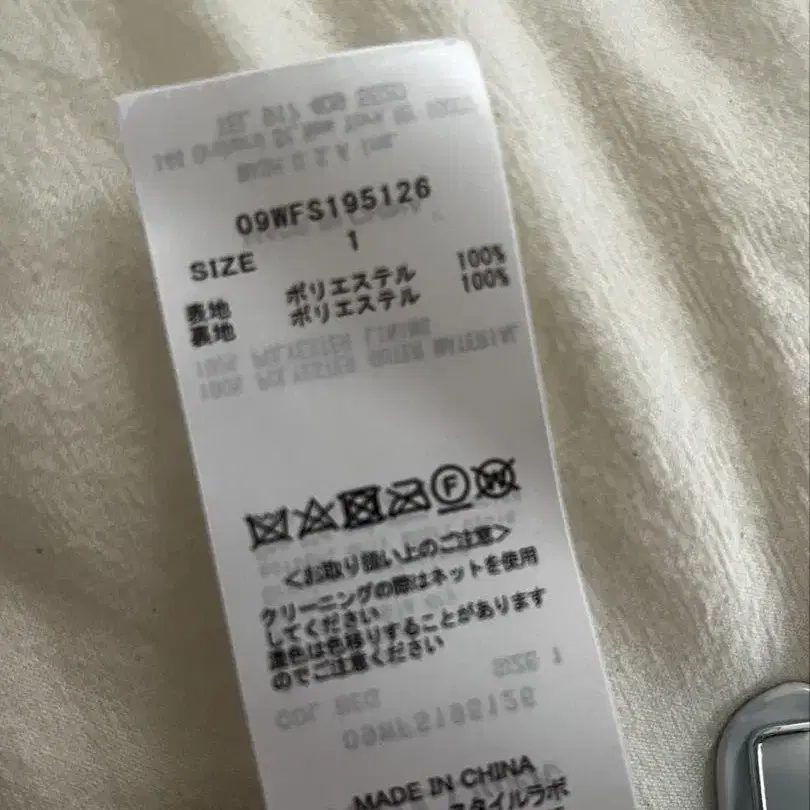 09WFS195126
SIZE 1
表地 ポリエステル 100%
裏地 ポリエステル 100%
F W
<お取り扱い上のご注意>
クリーニングの際はネットを使用
してください
濃色は色移りすることがあります
のでご注意ください
MADE IN CHINA
スタイルラボ